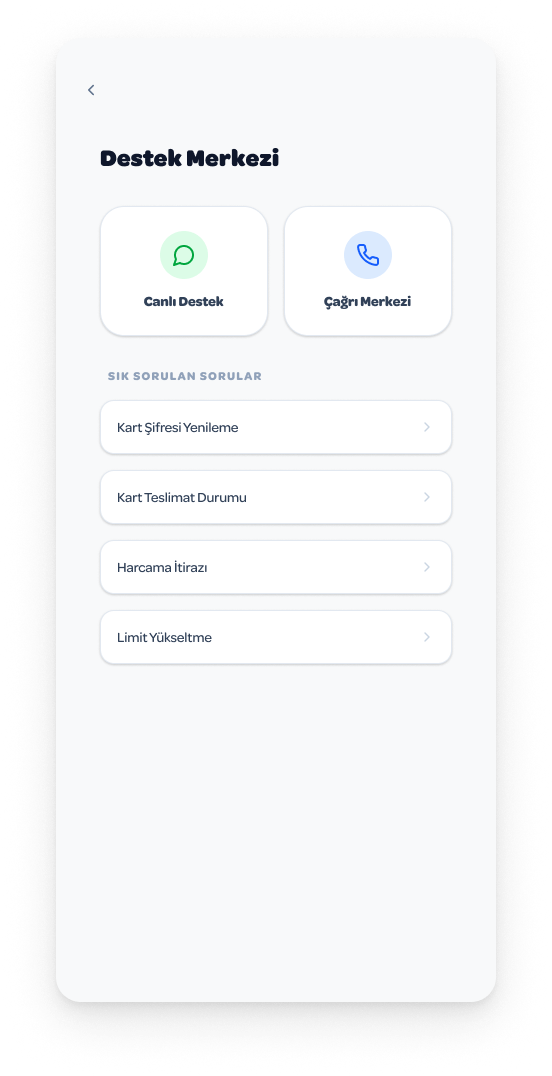 Destek Merkezi
Canlı Destek
Çağrı Merkezi
SIK SORULAN SORULAR
Kart Şifresi Yenileme
Kart Teslimat Durumu
Harcama İtirazı
Limit Yükseltme